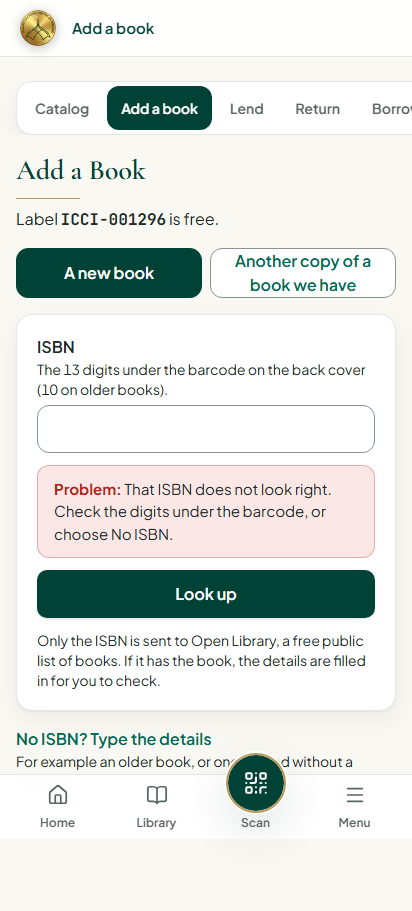 Add a book
Catalog
Add a book
Lend
Return
Add a Book
Label ICCI-001296 is free.
A new book
Another copy of a
book we have
ISBN
The 13 digits under the barcode on the back cover
(10 on older books).
Problem: That ISBN does not look right.
Check the digits under the barcode, or
choose No ISBN.
Look up
Only the ISBN is sent to Open Library, a free public
list of books. If it has the book, the details are filled
in for you to check.
No ISBN? Type the details
For example an older book, or without a
Home
Library
Scan
Menu